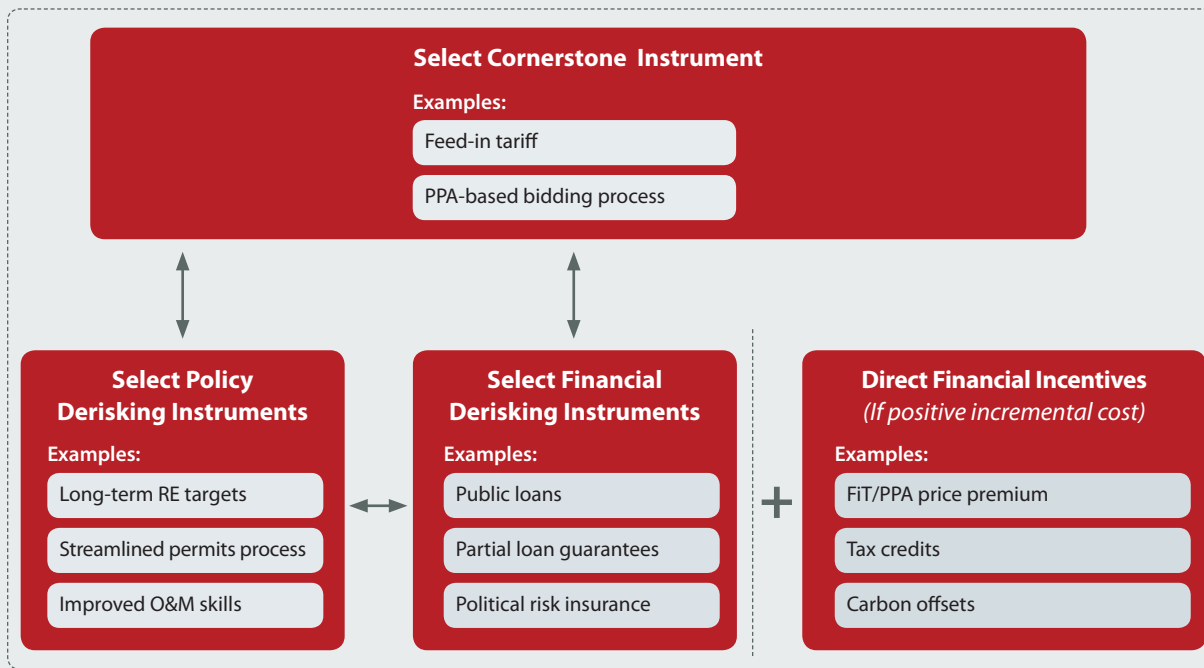 Select Cornerstone Instrument
Examples:
Feed-in tariff
PPA-based bidding process
Select Policy
Derisking Instruments
Examples:
Long-term RE targets
Streamlined permits process
Improved O&M skills
Select Financial
Derisking Instruments
Examples:
Public loans
Partial loan guarantees
Political risk insurance
+
Direct Financial Incentives
(If positive incremental cost)
Examples:
FiT/PPA price premium
Tax credits
Carbon offsets